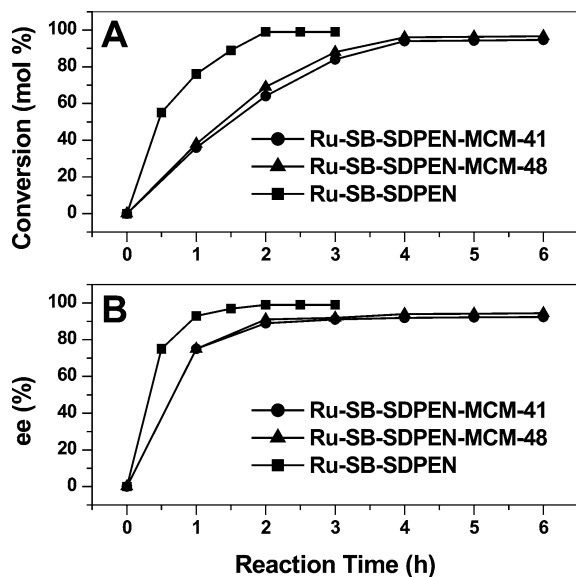 A
Conversion (mol %)
100
80
60
40
20
0
Ru-SB-SDPEN-MCM-41
Ru-SB-SDPEN-MCM-48
Ru-SB-SDPEN
0 1 2 3 4 5 6
B
ee (%)
100
80
60
40
20
0
Ru-SB-SDPEN-MCM-41
Ru-SB-SDPEN-MCM-48
Ru-SB-SDPEN
0 1 2 3 4 5 6
Reaction Time (h)